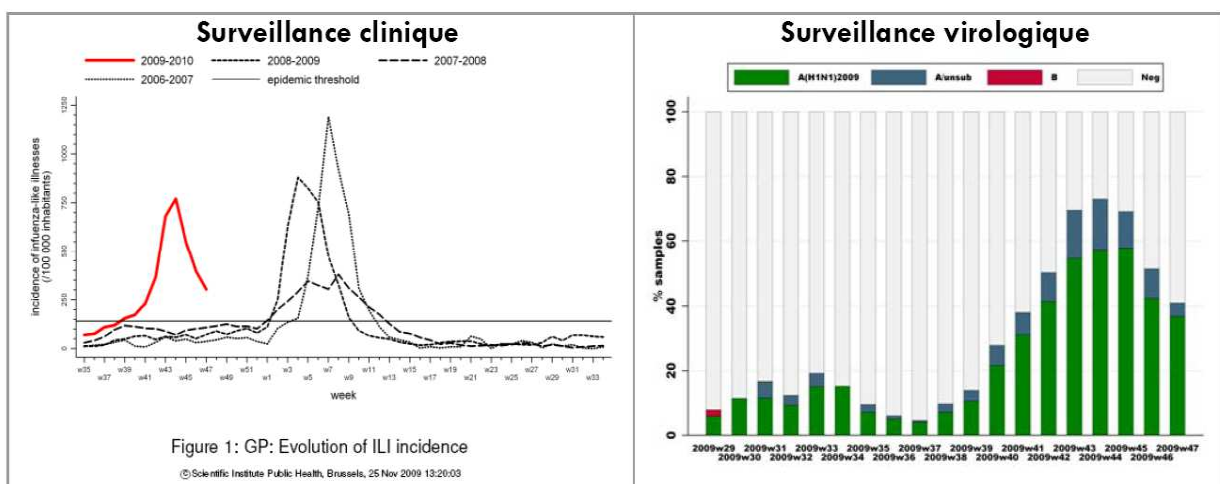 Surveillance clinique
2009-2010 2008-2009 2007-2008
2006-2007 epidemic threshold
incidence of infuenza-like illnesses
(/100 000 inhabitants)
1250
1000
750
500
250
0
w35 w39 w43 w47 w51 w3 w7 w11 w15 w19 w23 w27 w31
w37 w41 w45 w49 w1 w5 w9 w13 w17 w21 w25 w29 w33
week
Figure 1: GP: Evolution of ILI incidence
©Scientific Institute Public Health, Brussels, 25 Nov 2009 13:20:03
Surveillance virologique
A(H1N1)2009 A/unsub B Neg
% samples
100
80
60
40
20
0
2009w29 2009w31 2009w33 2009w35 2009w37 2009w39 2009w41 2009w43 2009w45 2009w47
2009w30 2009w32 2009w34 2009w36 2009w38 2009w40 2009w42 2009w44 2009w46